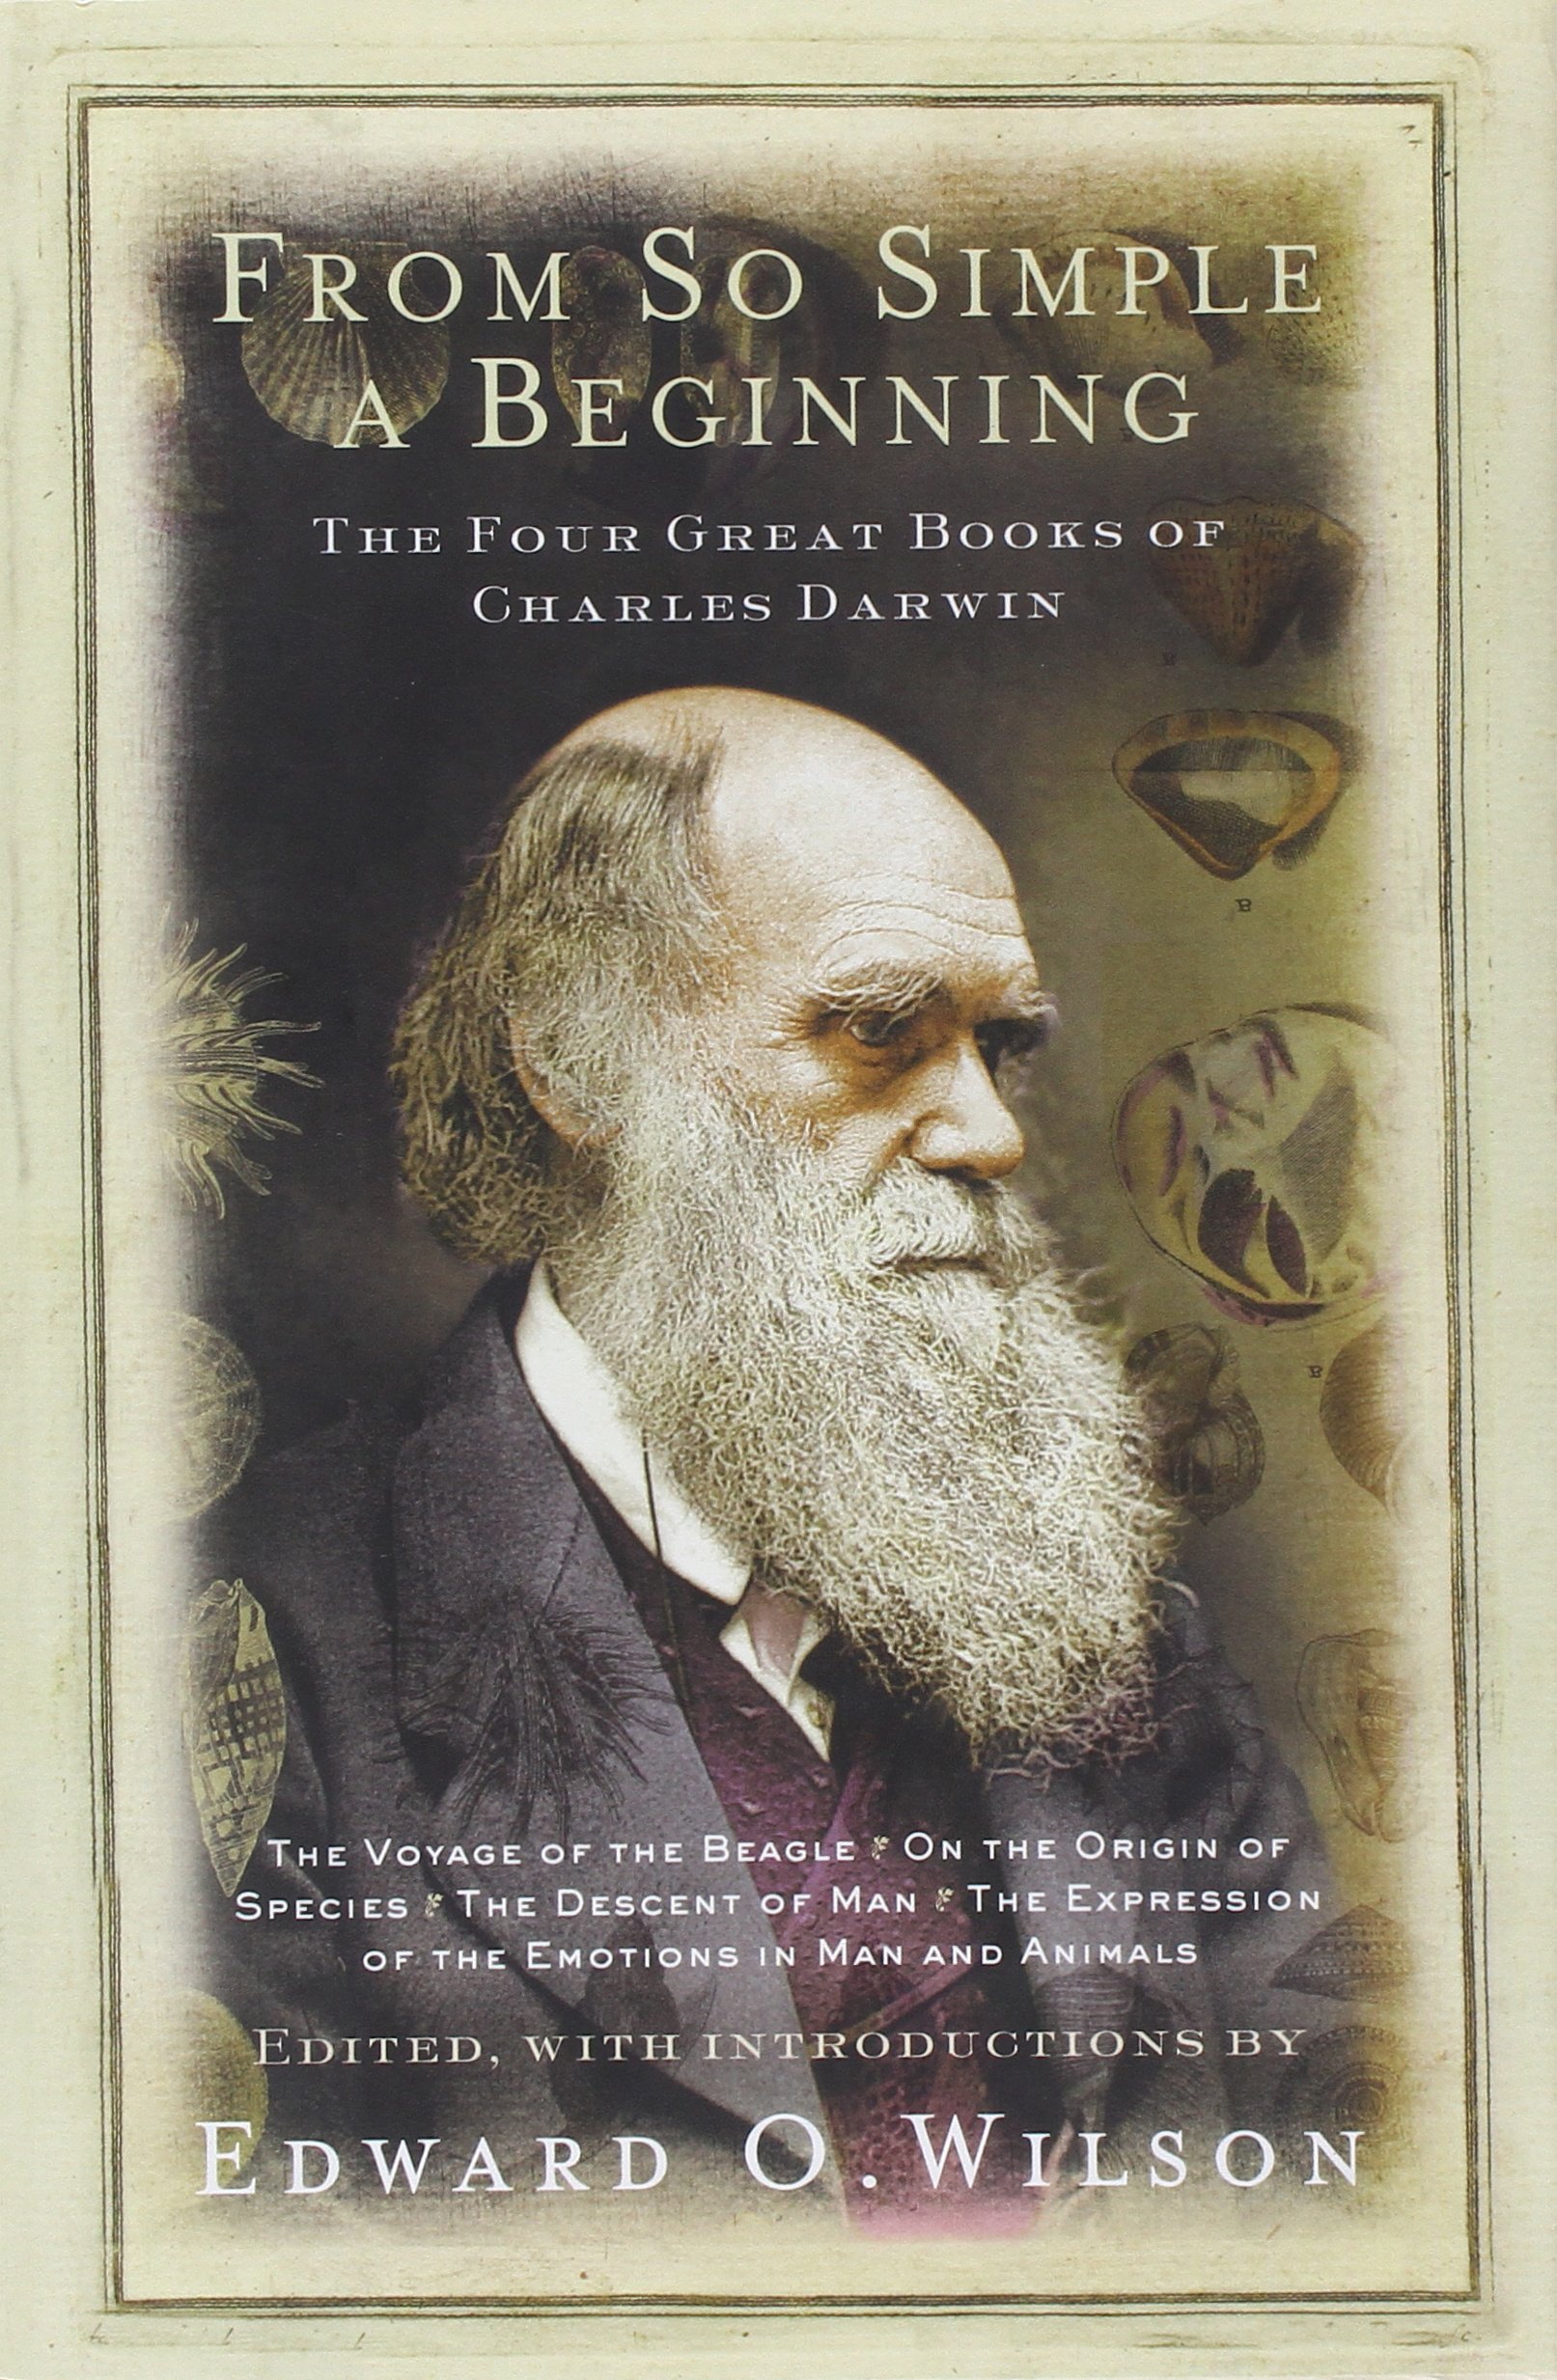 FROM SO SIMPLE
A BEGINNING
THE FOUR GREAT BOOKS OF
CHARLES DARWIN
B
B
THE VOYAGE OF THE BEAGLE ❦ ON THE ORIGIN OF
SPECIES ❦ THE DESCENT OF MAN ❦ THE EXPRESSION
OF THE EMOTIONS IN MAN AND ANIMALS
EDITED, WITH INTRODUCTIONS BY
EDWARD O. WILSON